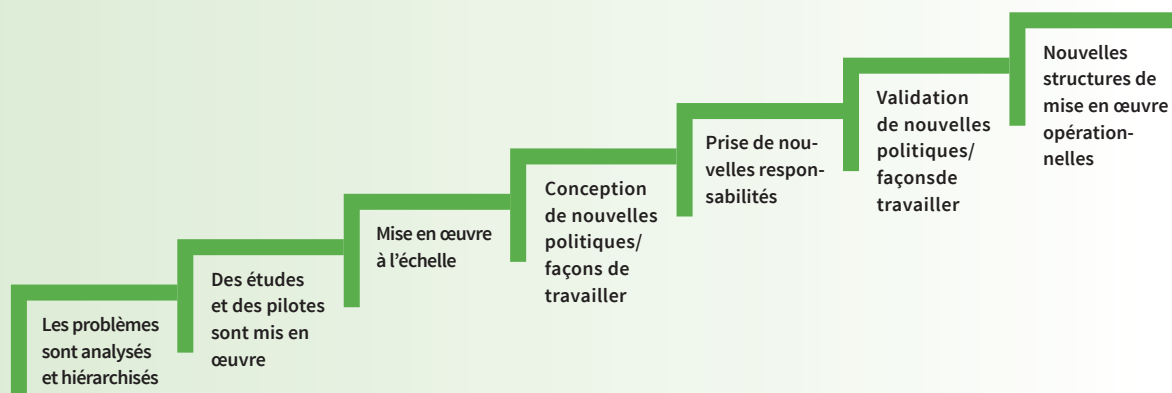 Les problèmes
sont analysés
et hiérarchisés
Des études
et des pilotes
sont mis en
œuvre
Mise en œuvre
à l’échelle
Conception
de nouvelles
politiques/
façons de
travailler
Prise de nou-
velles respon-
sabilités
Validation
de nouvelles
politiques/
façonsde
travailler
Nouvelles
structures de
mise en œuvre
opération-
nelles